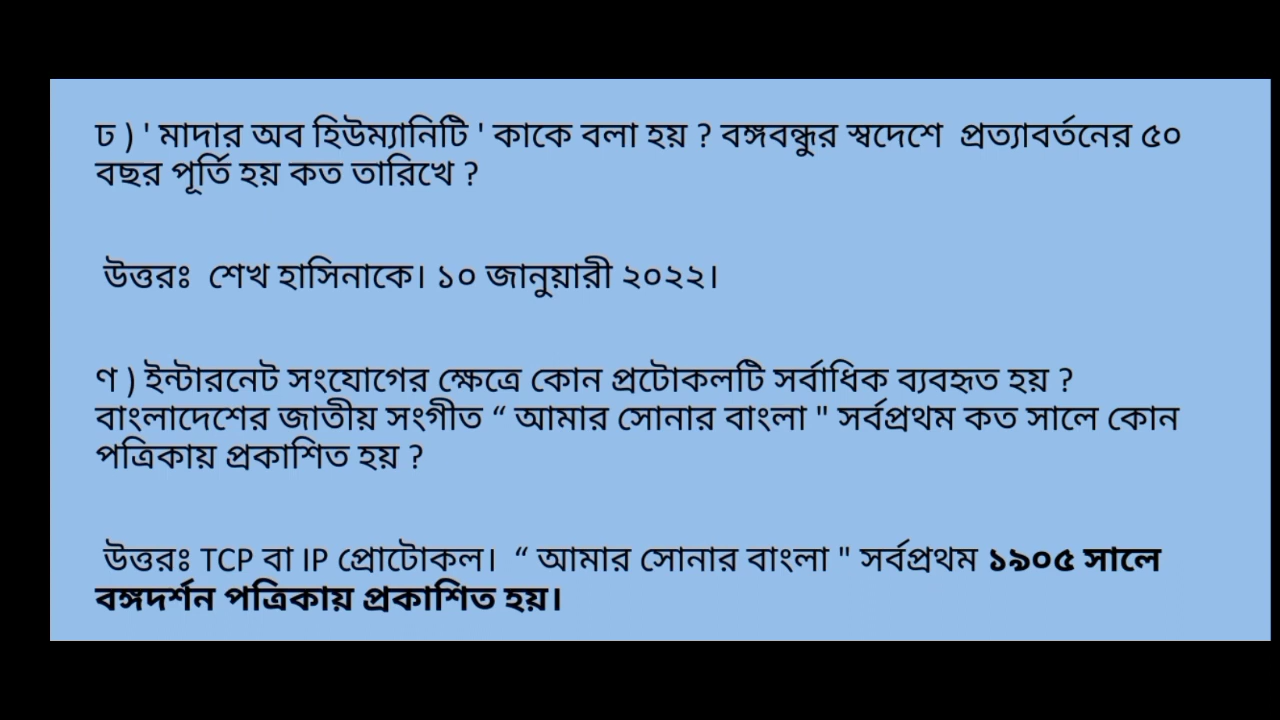 ঢ ) ' মাদার অব হিউম্যানিটি ' কাকে বলা হয় ? বঙ্গবন্ধুর স্বদেশে প্রত্যাবর্তনের ৫০
বছর পূর্তি হয় কত তারিখে ?
উত্তরঃ শেখ হাসিনাকে। ১০ জানুয়ারী ২০২২।
ণ ) ইন্টারনেট সংযোগের ক্ষেত্রে কোন প্রটোকলটি সর্বাধিক ব্যবহৃত হয় ?
বাংলাদেশের জাতীয় সংগীত “ আমার সোনার বাংলা " সর্বপ্রথম কত সালে কোন
পত্রিকায় প্রকাশিত হয় ?
উত্তরঃ TCP বা IP প্রোটোকল। “ আমার সোনার বাংলা " সর্বপ্রথম ১৯০৫ সালে
বঙ্গদর্শন পত্রিকায় প্রকাশিত হয়।